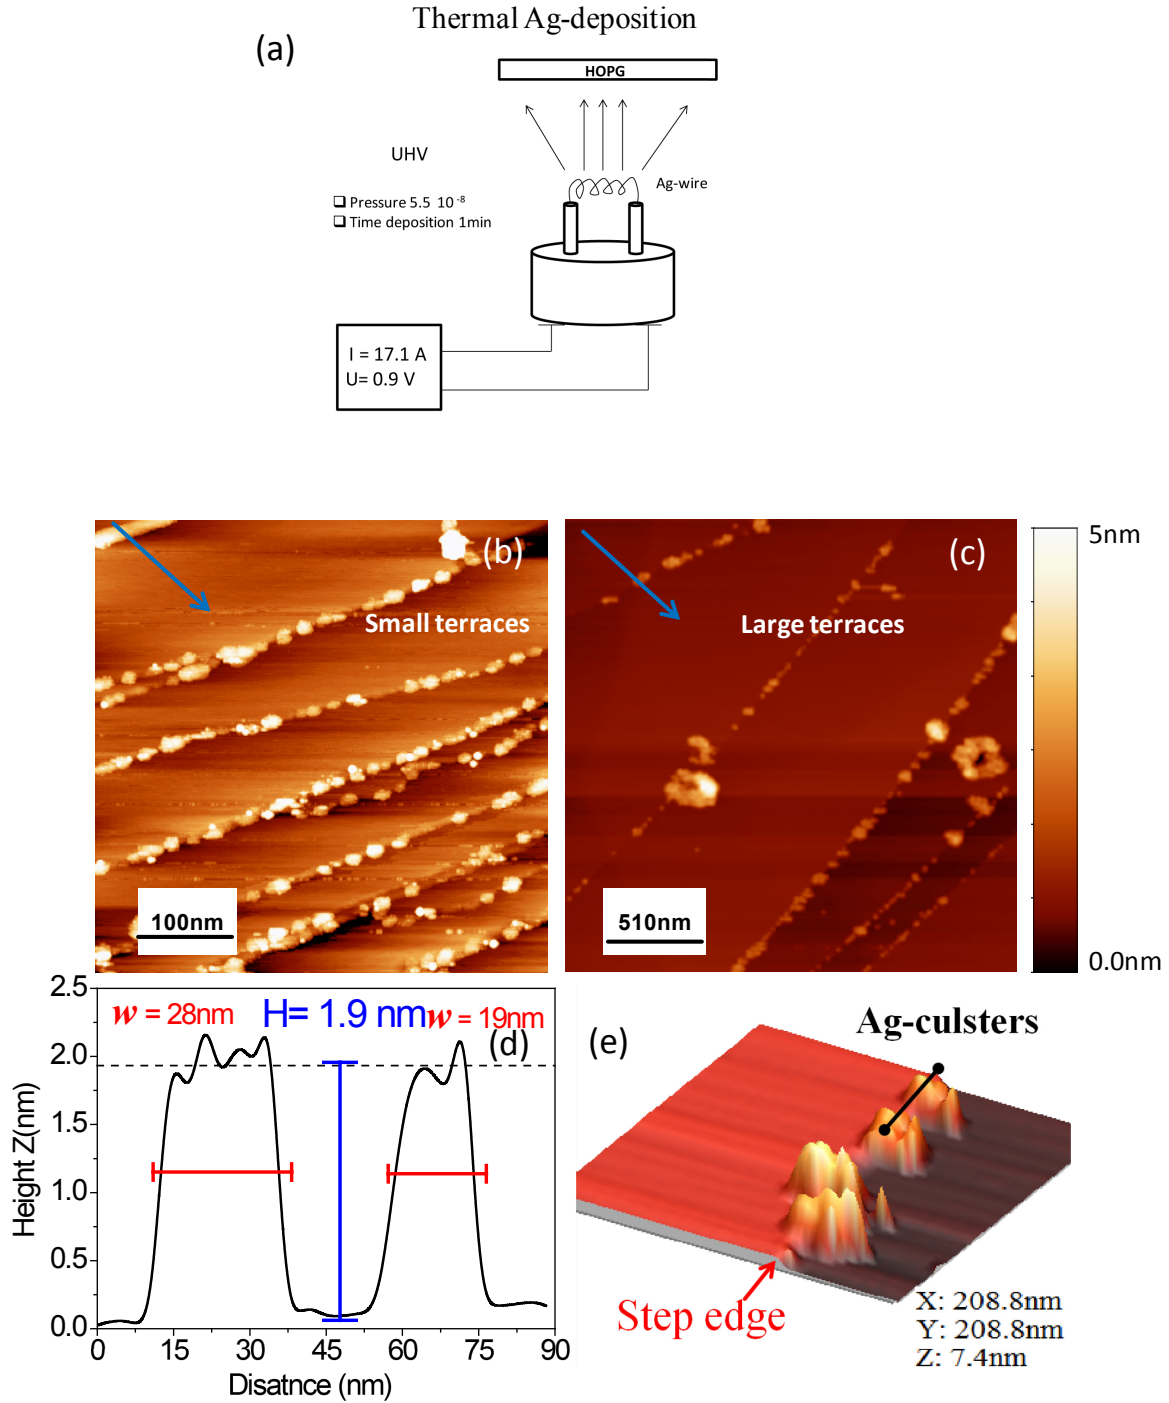 Thermal Ag-deposition
(a)
HOPG
UHV
Ag-wire
Pressure 5.5 10 -8
Time deposition 1min
I = 17.1 A
U= 0.9 V
(b)
Small terraces
100nm
(c)
Large terraces
510nm
5nm
0.0nm
2.5
2.0
1.5
1.0
0.5
0.0
Height Z(nm)
w = 28nm
H= 1.9 nm
w = 19nm
(d)
0 15 30 45 60 75 90
Disatnce (nm)
(e)
Ag-culsters
Step edge
X: 208.8nm
Y: 208.8nm
Z: 7.4nm